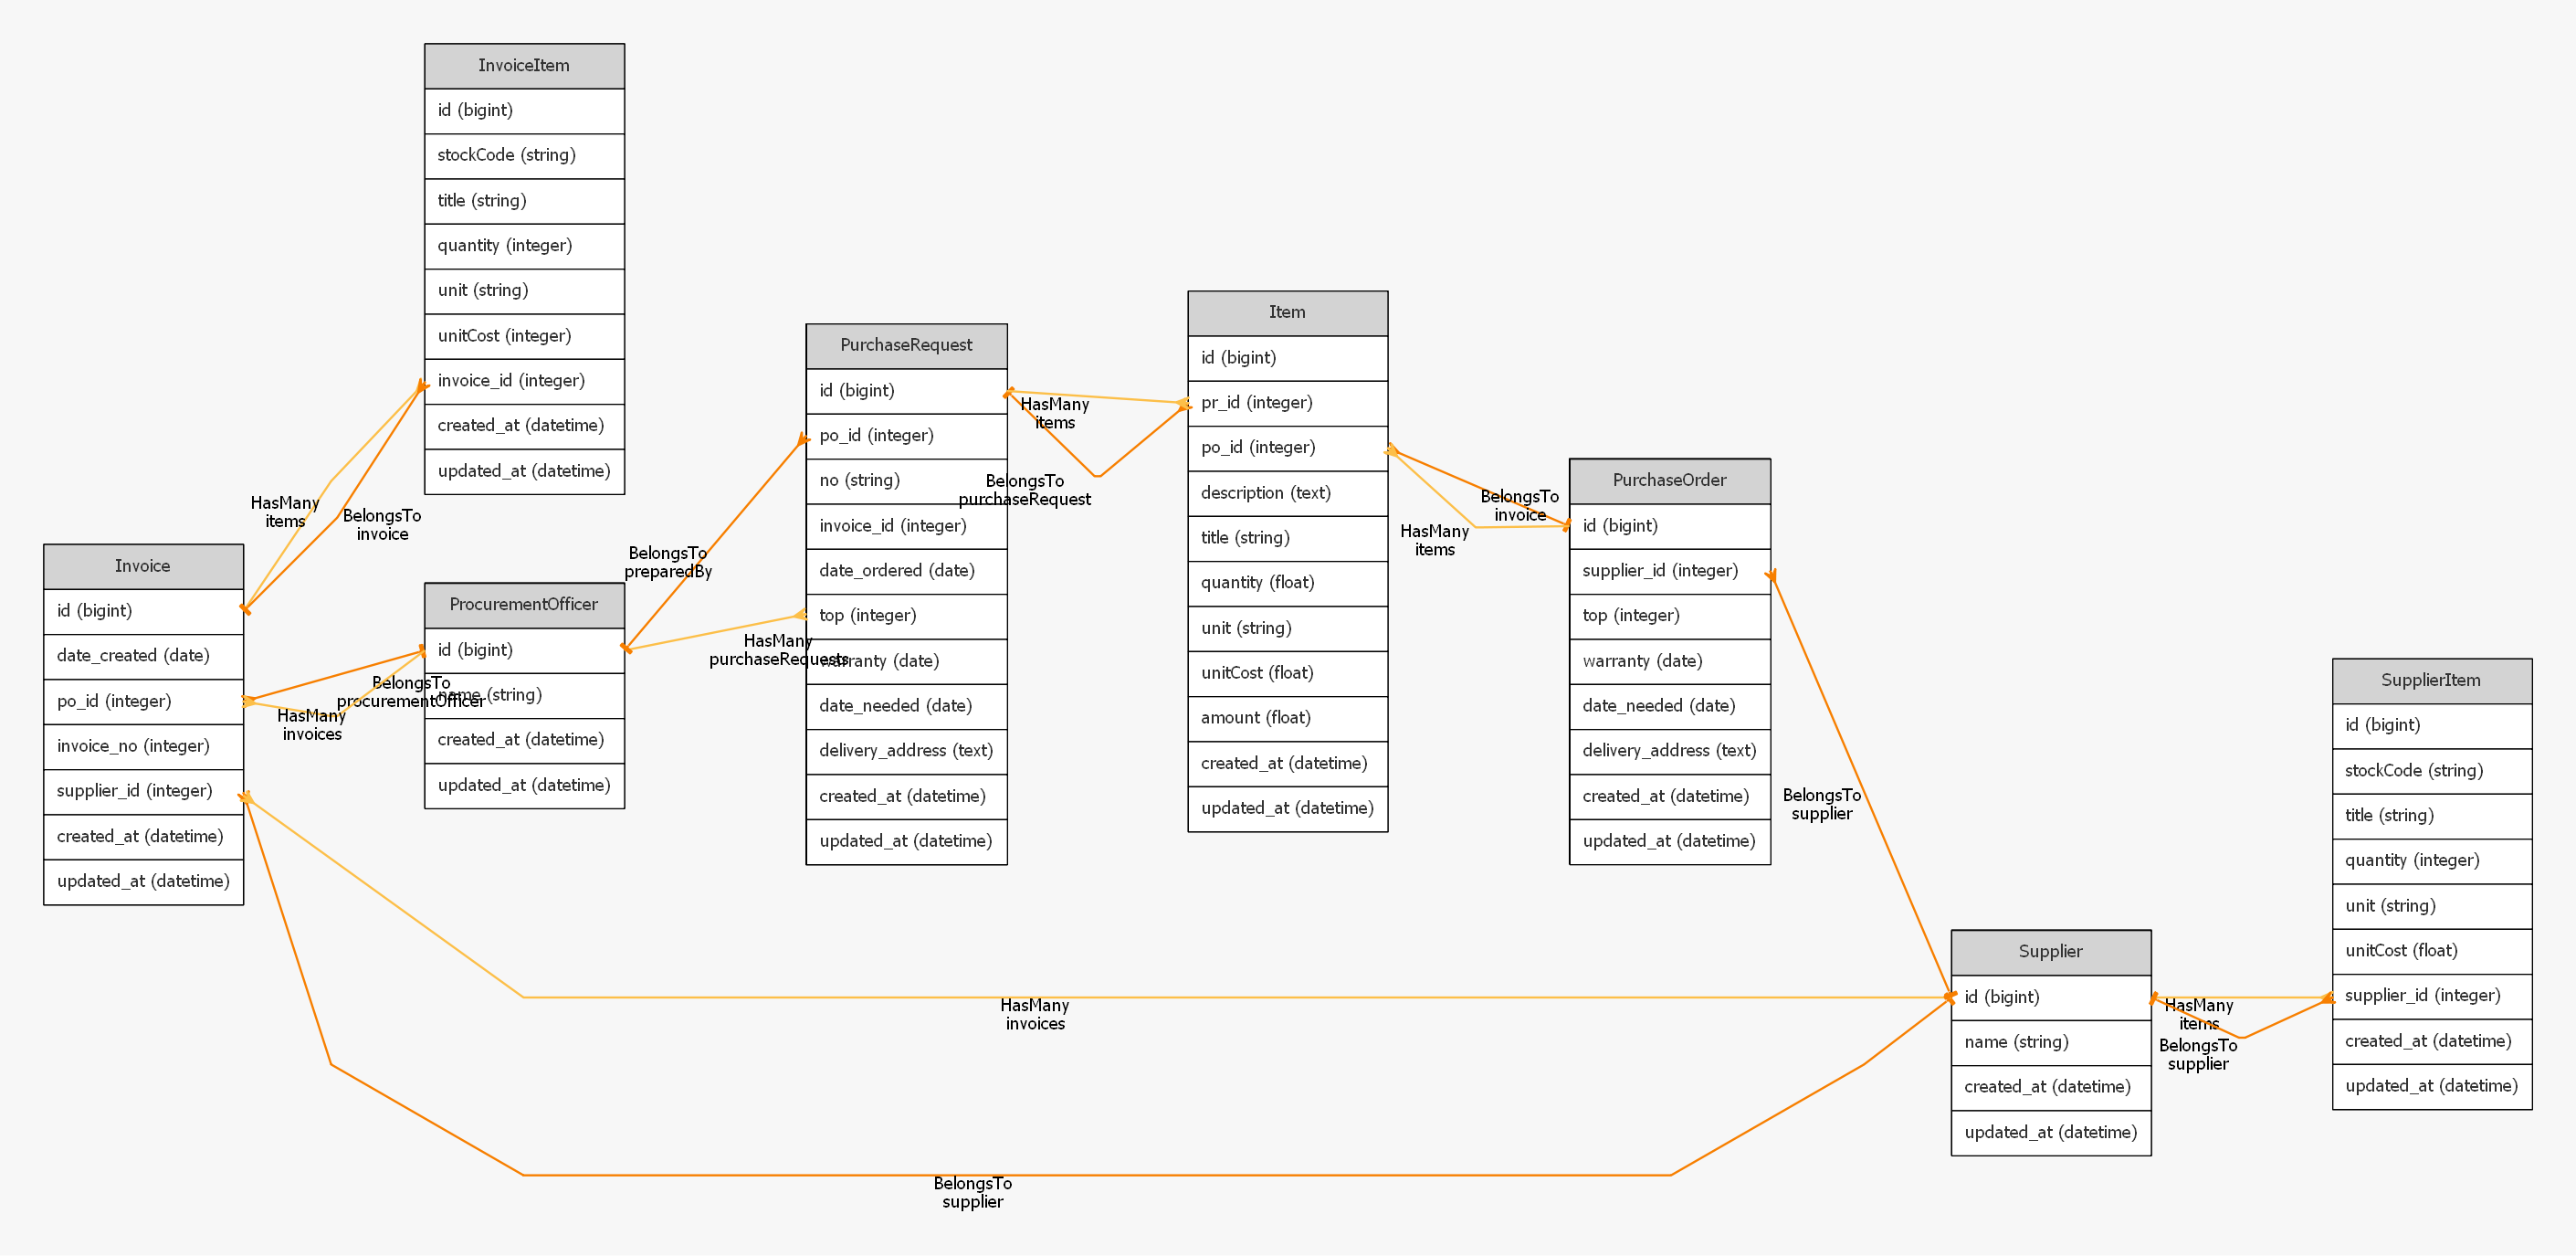 InvoiceItem
id (bigint)
stockCode (string)
title (string)
quantity (integer)
unit (string)
unitCost (integer)
invoice_id (integer)
created_at (datetime)
updated_at (datetime)
HasMany
items
BelongsTo
invoice
Invoice
id (bigint)
date_created (date)
po_id (integer)
invoice_no (integer)
supplier_id (integer)
created_at (datetime)
updated_at (datetime)
BelongsTo
procurementOfficer
HasMany
invoices
ProcurementOfficer
id (bigint)
name (string)
created_at (datetime)
updated_at (datetime)
BelongsTo
preparedBy
HasMany
purchaseRequests
PurchaseRequest
id (bigint)
po_id (integer)
no (string)
invoice_id (integer)
date_ordered (date)
top (integer)
warranty (date)
date_needed (date)
delivery_address (text)
created_at (datetime)
updated_at (datetime)
HasMany
items
BelongsTo
purchaseRequest
Item
id (bigint)
pr_id (integer)
po_id (integer)
description (text)
title (string)
quantity (float)
unit (string)
unitCost (float)
amount (float)
created_at (datetime)
updated_at (datetime)
BelongsTo
invoice
HasMany
items
PurchaseOrder
id (bigint)
supplier_id (integer)
top (integer)
warranty (date)
date_needed (date)
delivery_address (text)
created_at (datetime)
updated_at (datetime)
BelongsTo
supplier
HasMany
invoices
BelongsTo
supplier
Supplier
id (bigint)
name (string)
created_at (datetime)
updated_at (datetime)
HasMany
items
BelongsTo
supplier
SupplierItem
id (bigint)
stockCode (string)
title (string)
quantity (integer)
unit (string)
unitCost (float)
supplier_id (integer)
created_at (datetime)
updated_at (datetime)